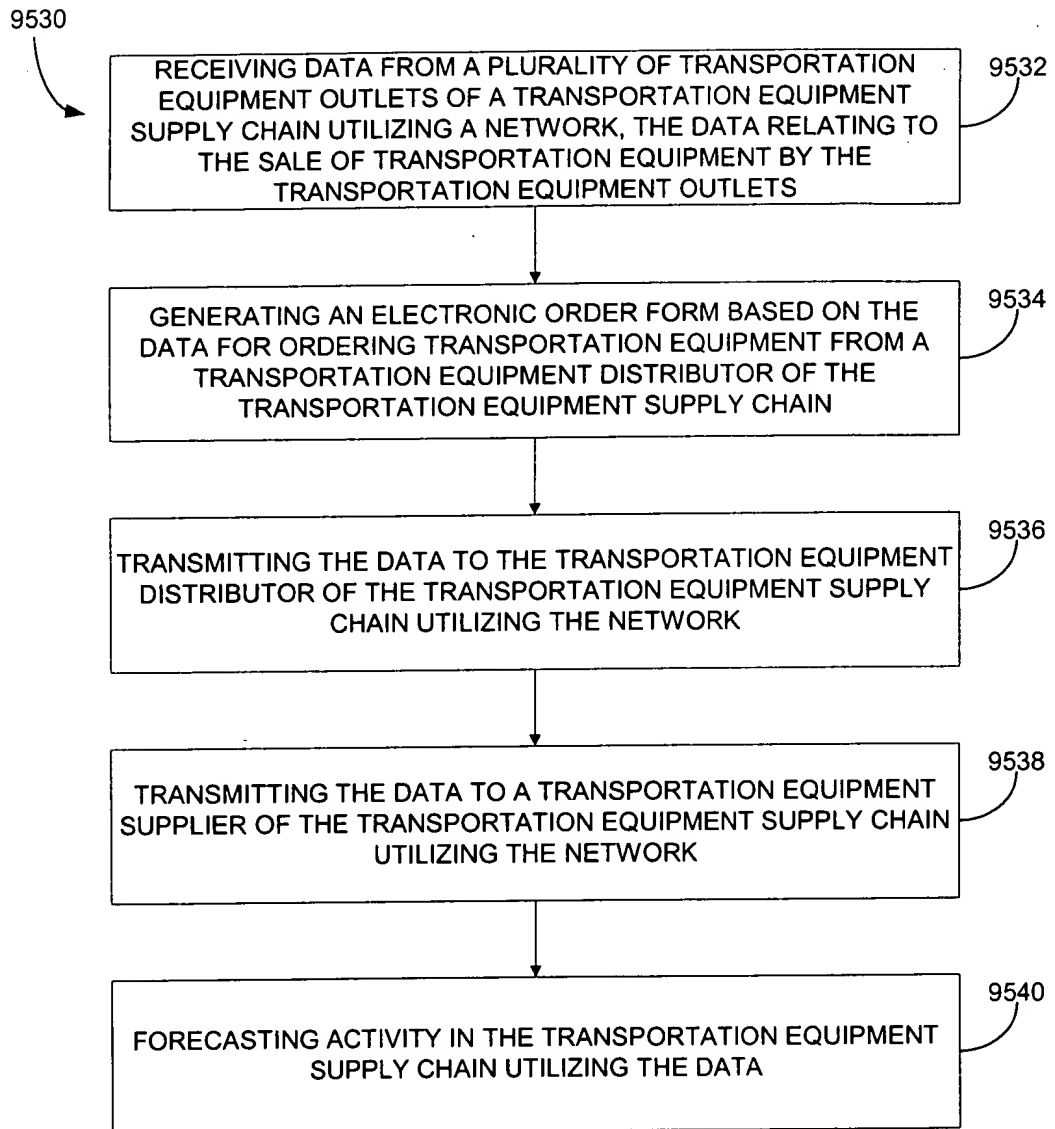 9530
RECEIVING DATA FROM A PLURALITY OF TRANSPORTATION
EQUIPMENT OUTLETS OF A TRANSPORTATION EQUIPMENT
SUPPLY CHAIN UTILIZING A NETWORK, THE DATA RELATING TO
THE SALE OF TRANSPORTATION EQUIPMENT BY THE
TRANSPORTATION EQUIPMENT OUTLETS
9532
GENERATING AN ELECTRONIC ORDER FORM BASED ON THE
DATA FOR ORDERING TRANSPORTATION EQUIPMENT FROM A
TRANSPORTATION EQUIPMENT DISTRIBUTOR OF THE
TRANSPORTATION EQUIPMENT SUPPLY CHAIN
9534
TRANSMITTING THE DATA TO THE TRANSPORTATION EQUIPMENT
DISTRIBUTOR OF THE TRANSPORTATION EQUIPMENT SUPPLY
CHAIN UTILIZING THE NETWORK
9536
TRANSMITTING THE DATA TO A TRANSPORTATION EQUIPMENT
SUPPLIER OF THE TRANSPORTATION EQUIPMENT SUPPLY CHAIN
UTILIZING THE NETWORK
9538
FORECASTING ACTIVITY IN THE TRANSPORTATION EQUIPMENT
SUPPLY CHAIN UTILIZING THE DATA
9540